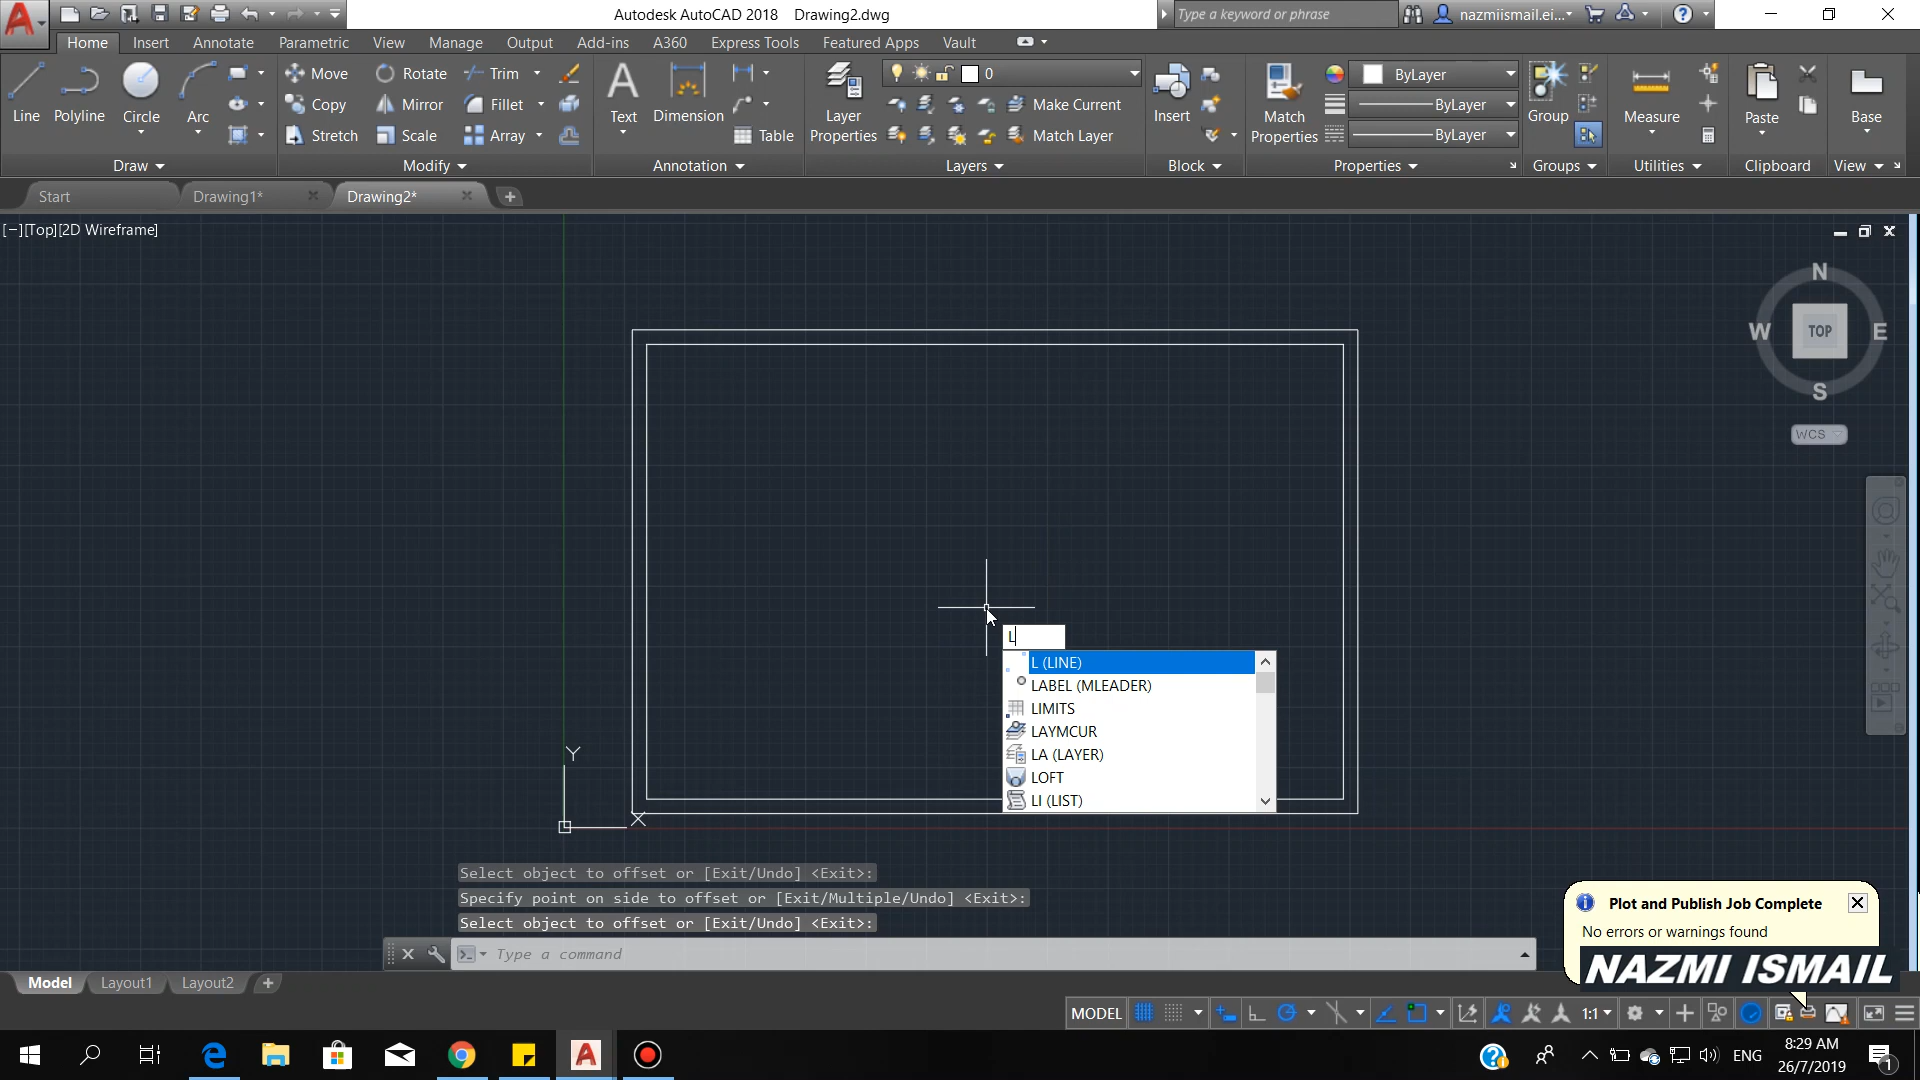 Autodesk AutoCAD 2018 Drawing2.dwg
Type a keyword or phrase
nazmiismail.ei...
Home Insert Annotate Parametric View Manage Output Add-ins A360 Express Tools Featured Apps Vault
Line Polyline Circle Arc
Move Rotate Trim
Copy Mirror Fillet
Stretch Scale Array
Text Dimension Table
Layer Properties
0
Make Current
Match Layer
Insert
Match Properties
ByLayer
ByLayer
ByLayer
Group Measure Paste Base
Draw Modify Annotation Layers Block Properties Groups Utilities Clipboard View
Start Drawing1* Drawing2*
[−][Top][2D Wireframe]
N
W TOP E
S
WCS
L
L (LINE)
LABEL (MLEADER)
LIMITS
LAYMCUR
LA (LAYER)
LOFT
LI (LIST)
Y
X
Select object to offset or [Exit/Undo] <Exit>:
Specify point on side to offset or [Exit/Multiple/Undo] <Exit>:
Select object to offset or [Exit/Undo] <Exit>:
Type a command
Plot and Publish Job Complete
No errors or warnings found
NAZMI ISMAIL
Model Layout1 Layout2
MODEL 1:1
ENG
8:29 AM
26/7/2019
1